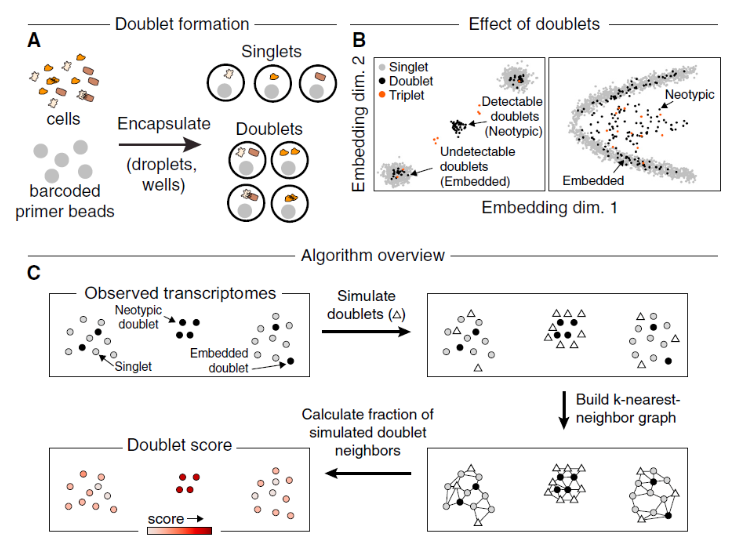 Doublet formation
A
Singlets
cells
Encapsulate
(droplets,
wells)
Doublets
barcoded
primer beads
Effect of doublets
B
Embedding dim. 2
Singlet
Doublet
Triplet
Detectable
doublets
(Neotypic)
Undetectable
doublets
(Embedded)
Neotypic
Embedded
Embedding dim. 1
Algorithm overview
C
Observed transcriptomes
Neotypic
doublet
Singlet
Embedded
doublet
Simulate
doublets (△)
Build k-nearest-
neighbor graph
Calculate fraction of
simulated doublet
neighbors
Doublet score
score